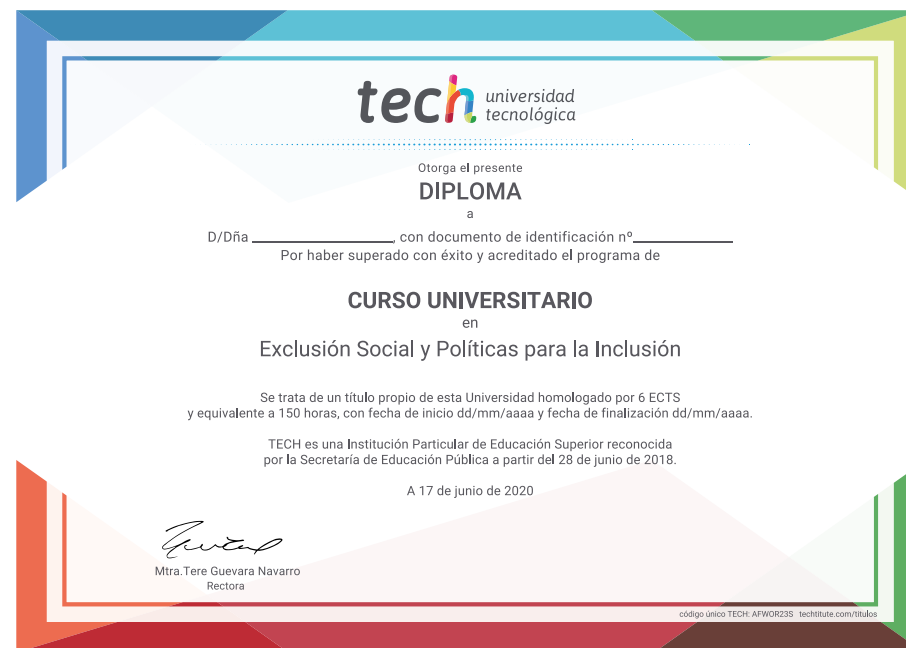 tech universidad
tecnológica
Otorga el presente
DIPLOMA
a
D/Dña ____________________, con documento de identificación nº______________
Por haber superado con éxito y acreditado el programa de
CURSO UNIVERSITARIO
en
Exclusión Social y Políticas para la Inclusión
Se trata de un título propio de esta Universidad homologado por 6 ECTS
y equivalente a 150 horas, con fecha de inicio dd/mm/aaaa y fecha de finalización dd/mm/aaaa.
TECH es una Institución Particular de Educación Superior reconocida
por la Secretaría de Educación Pública a partir del 28 de junio de 2018.
A 17 de junio de 2020
Mtra.Tere Guevara Navarro
Rectora
código único TECH: AFWOR23S techtitute.com/titulos